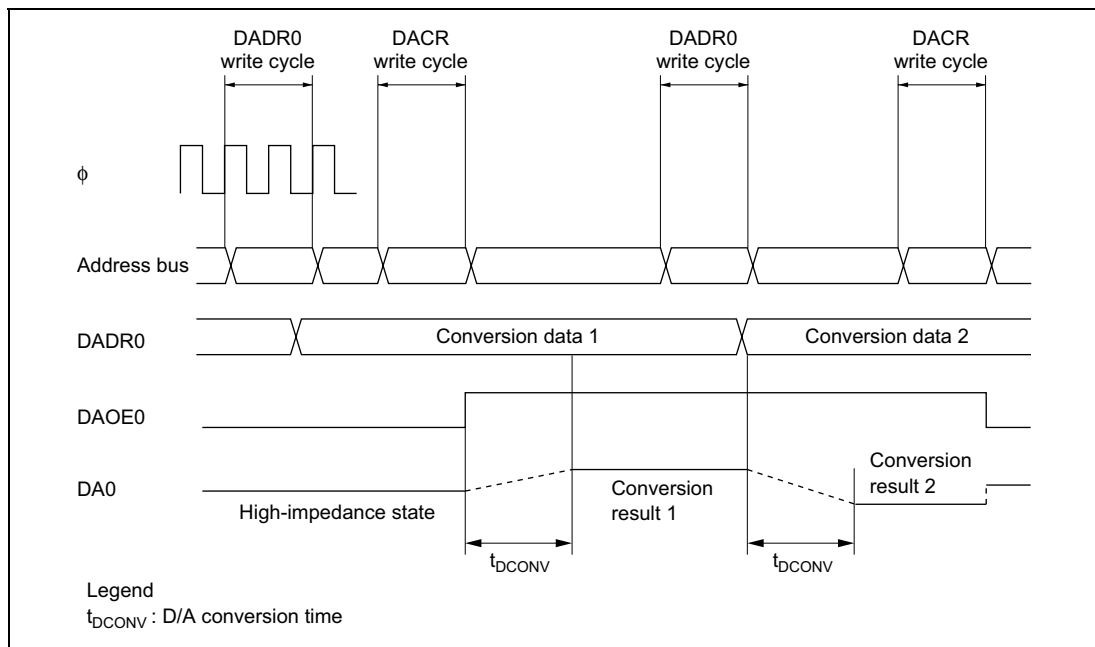 DADR0
write cycle
DACR
write cycle
DADR0
write cycle
DACR
write cycle
ϕ
Address bus
DADR0
Conversion data 1
Conversion data 2
DAOE0
DA0
High-impedance state
Conversion
result 1
Conversion
result 2
tDCONV
tDCONV
Legend
tDCONV : D/A conversion time